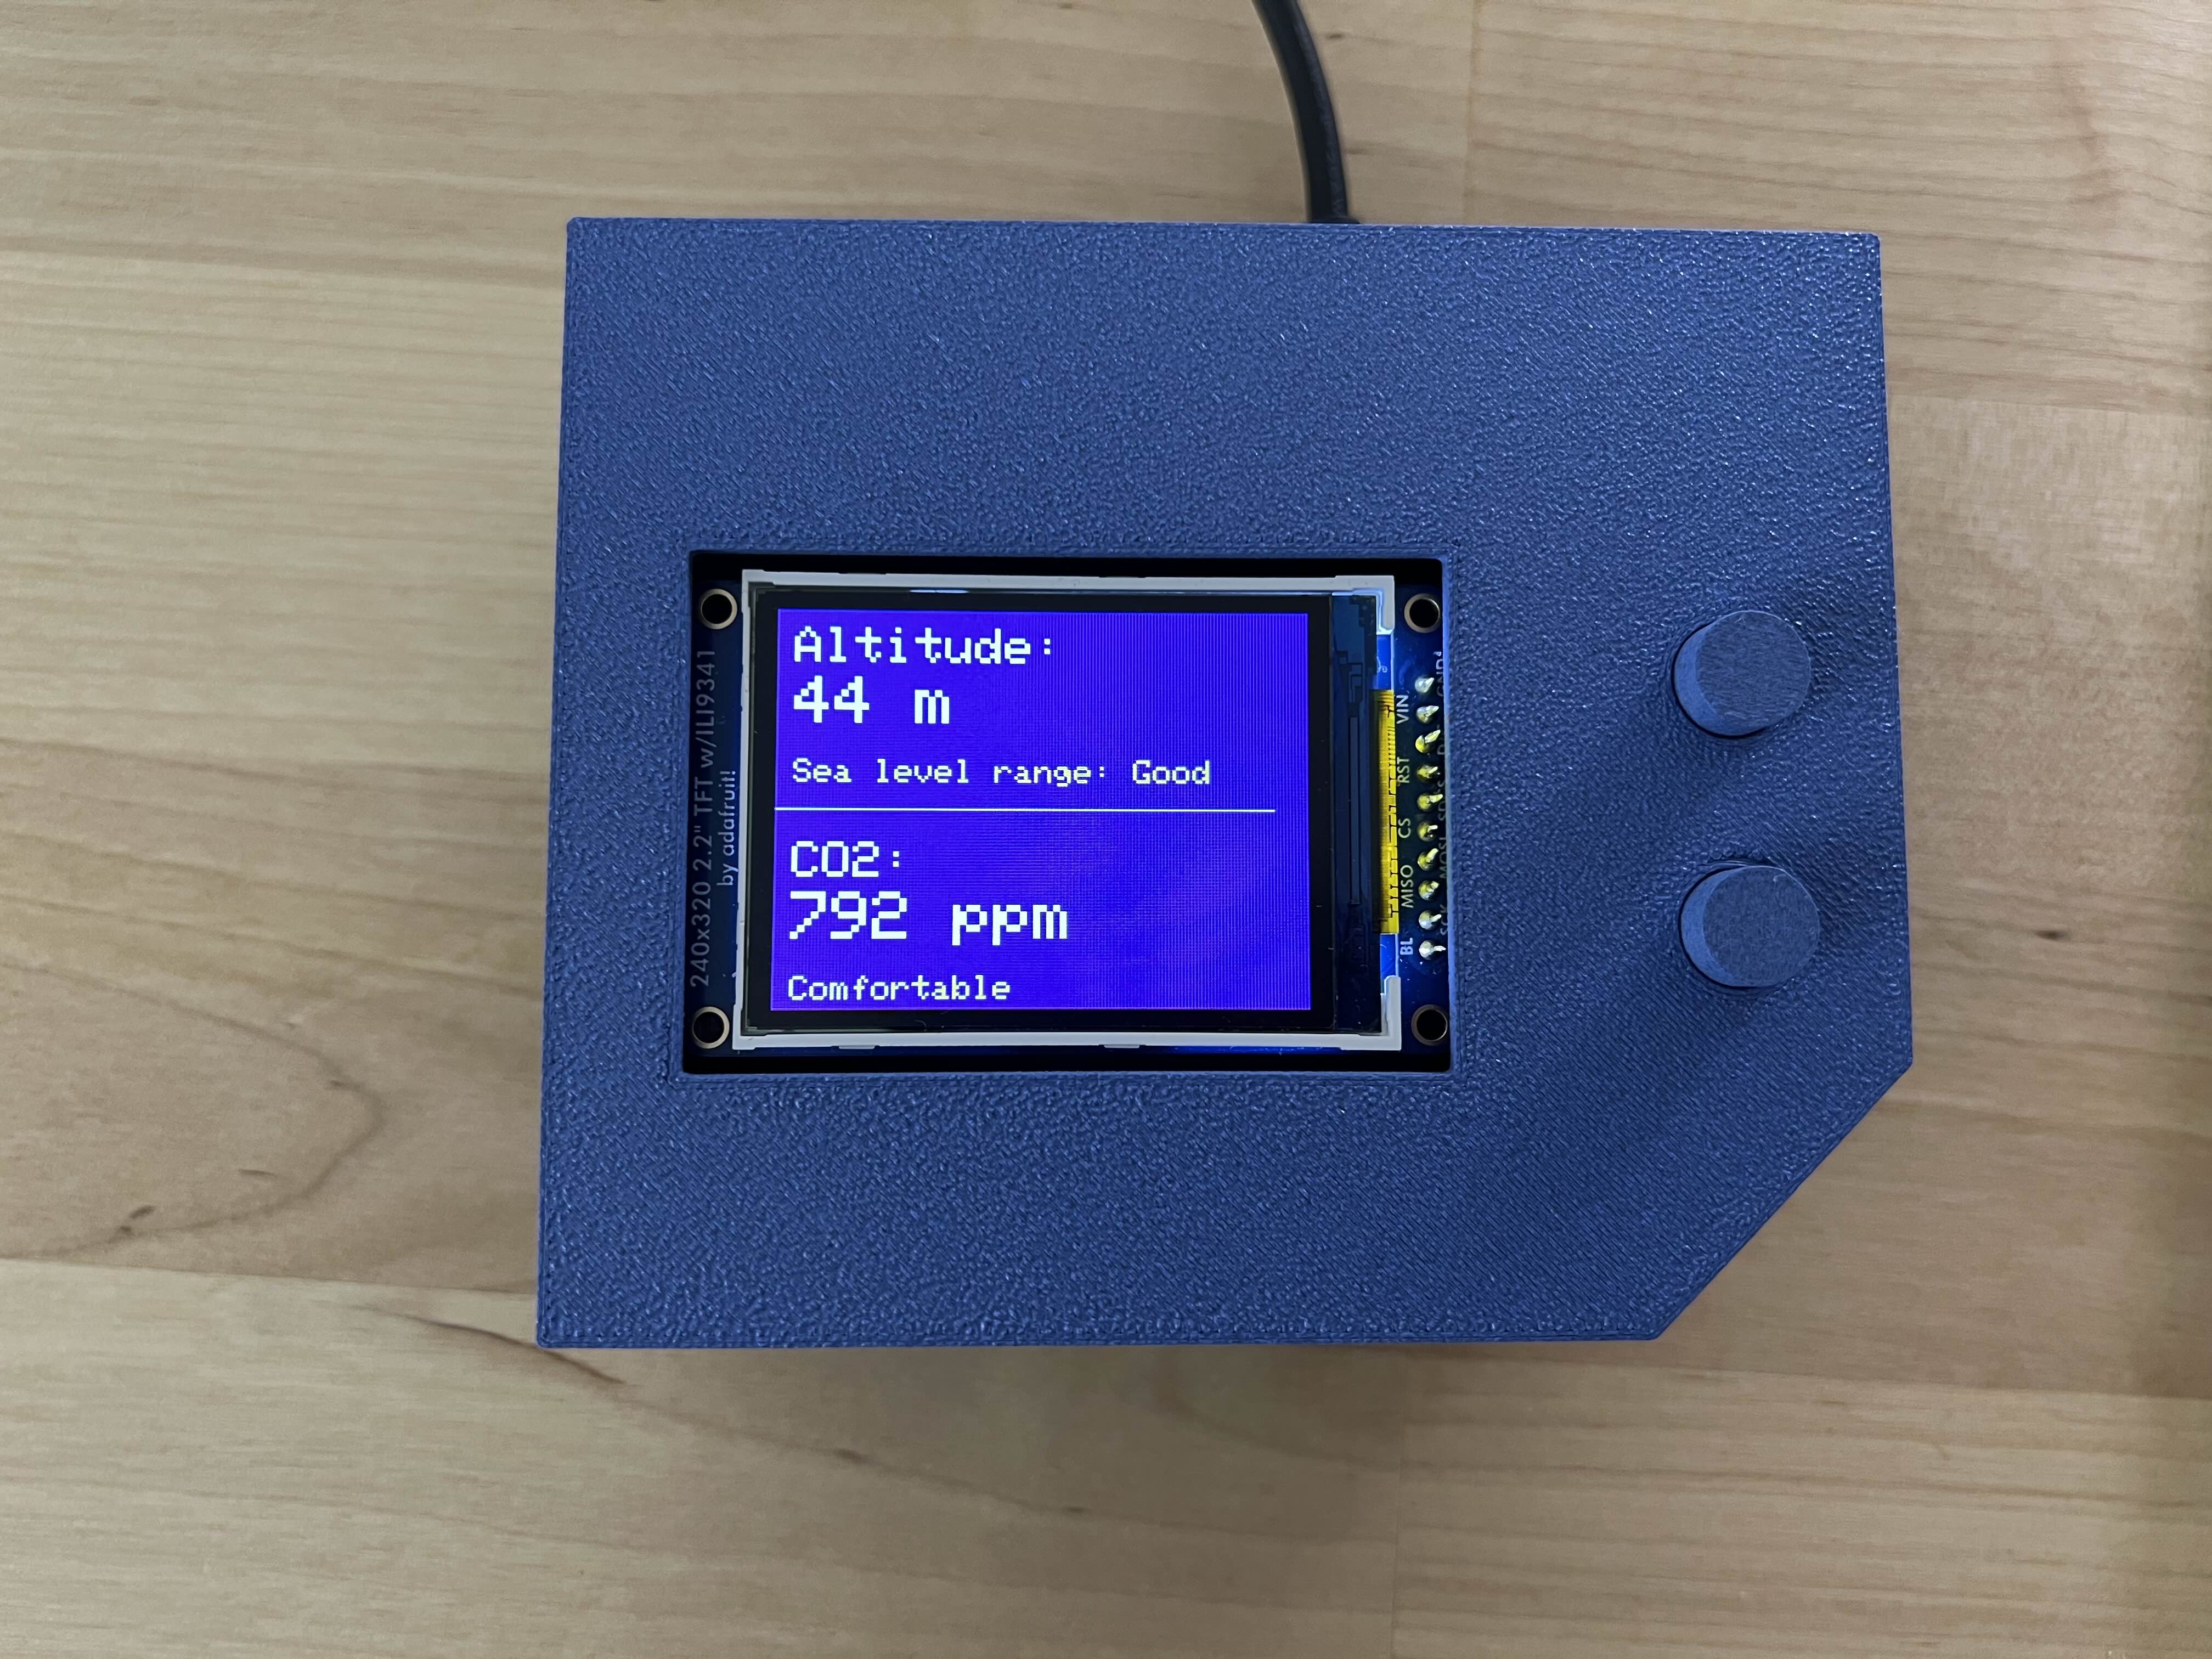 Altitude:
44 m
Sea level range: Good
CO2:
792 ppm
Comfortable
240x320 2.2" TFT w/ILI9341
by adafruit!
VIN
RST
CS
MISO
BL